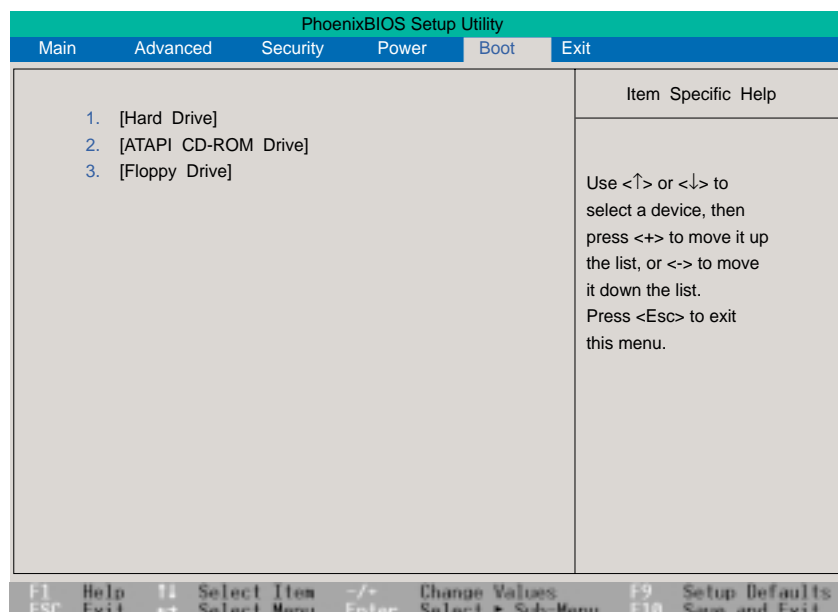 PhoenixBIOS Setup Utility
Main Advanced Security Power Boot Exit
Item Specific Help
1. [Hard Drive]
2. [ATAPI CD-ROM Drive]
3. [Floppy Drive]
Use <↑> or <↓> to
select a device, then
press <+> to move it up
the list, or <-> to move
it down the list.
Press <Esc> to exit
this menu.
F1 Help ↑↓ Select Item -/+ Change Values F9 Setup Defaults
ESC Exit ←→ Select Menu Enter Select ► Sub-Menu F10 Save and Exit